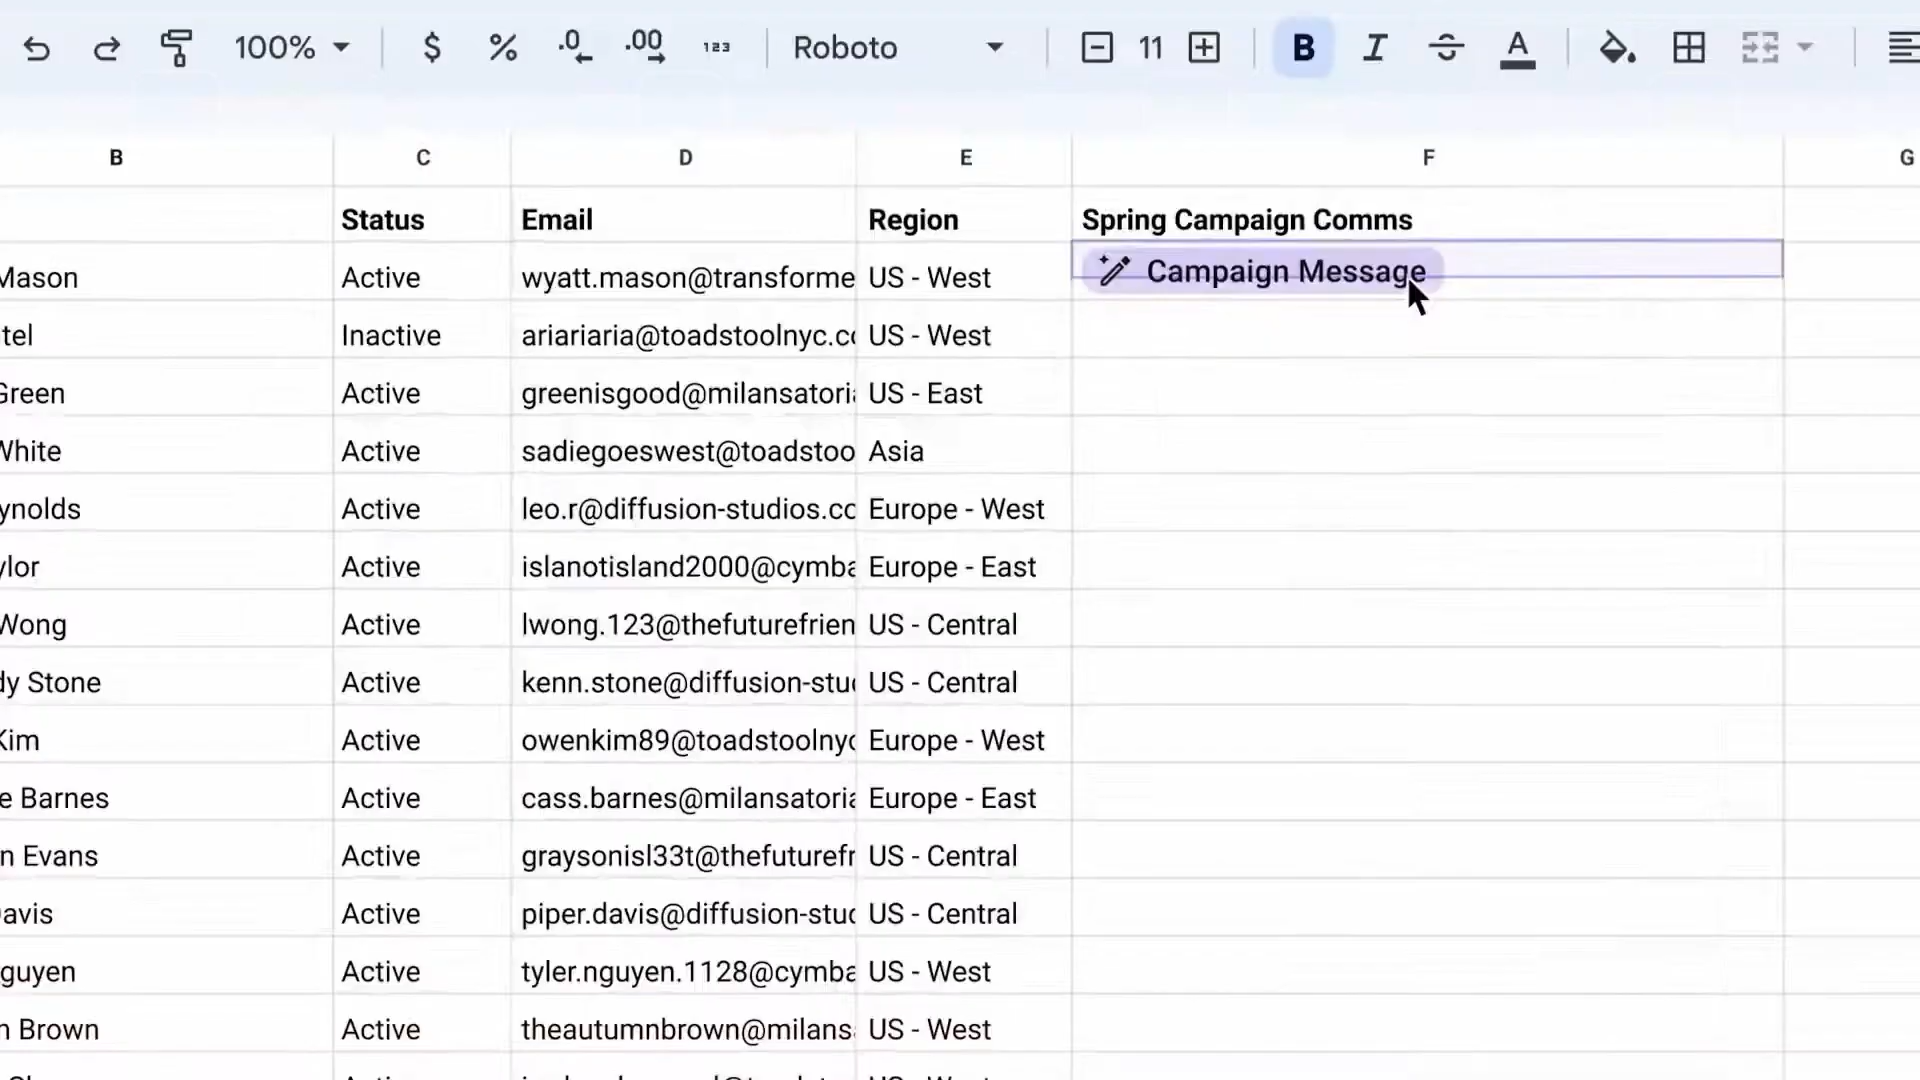 100% $ % .0 .00 123 Roboto 11 B I S A
B C D E F G
Status Email Region Spring Campaign Comms
Mason Active wyatt.mason@transforme US - West Campaign Message
tel Inactive ariariaria@toadstoolnyc.c US - West
Green Active greenisgood@milansatori US - East
White Active sadiegoeswest@toadstoo Asia
ynolds Active leo.r@diffusion-studios.cc Europe - West
ylor Active islanotisland2000@cymba Europe - East
Wong Active lwong.123@thefuturefrien US - Central
dy Stone Active kenn.stone@diffusion-stu US - Central
Kim Active owenkim89@toadstoolny Europe - West
e Barnes Active cass.barnes@milansatoria Europe - East
n Evans Active graysonisl33t@thefuturefr US - Central
avis Active piper.davis@diffusion-stu US - Central
guyen Active tyler.nguyen.1128@cymba US - West
n Brown Active theautumnbrown@milans US - West